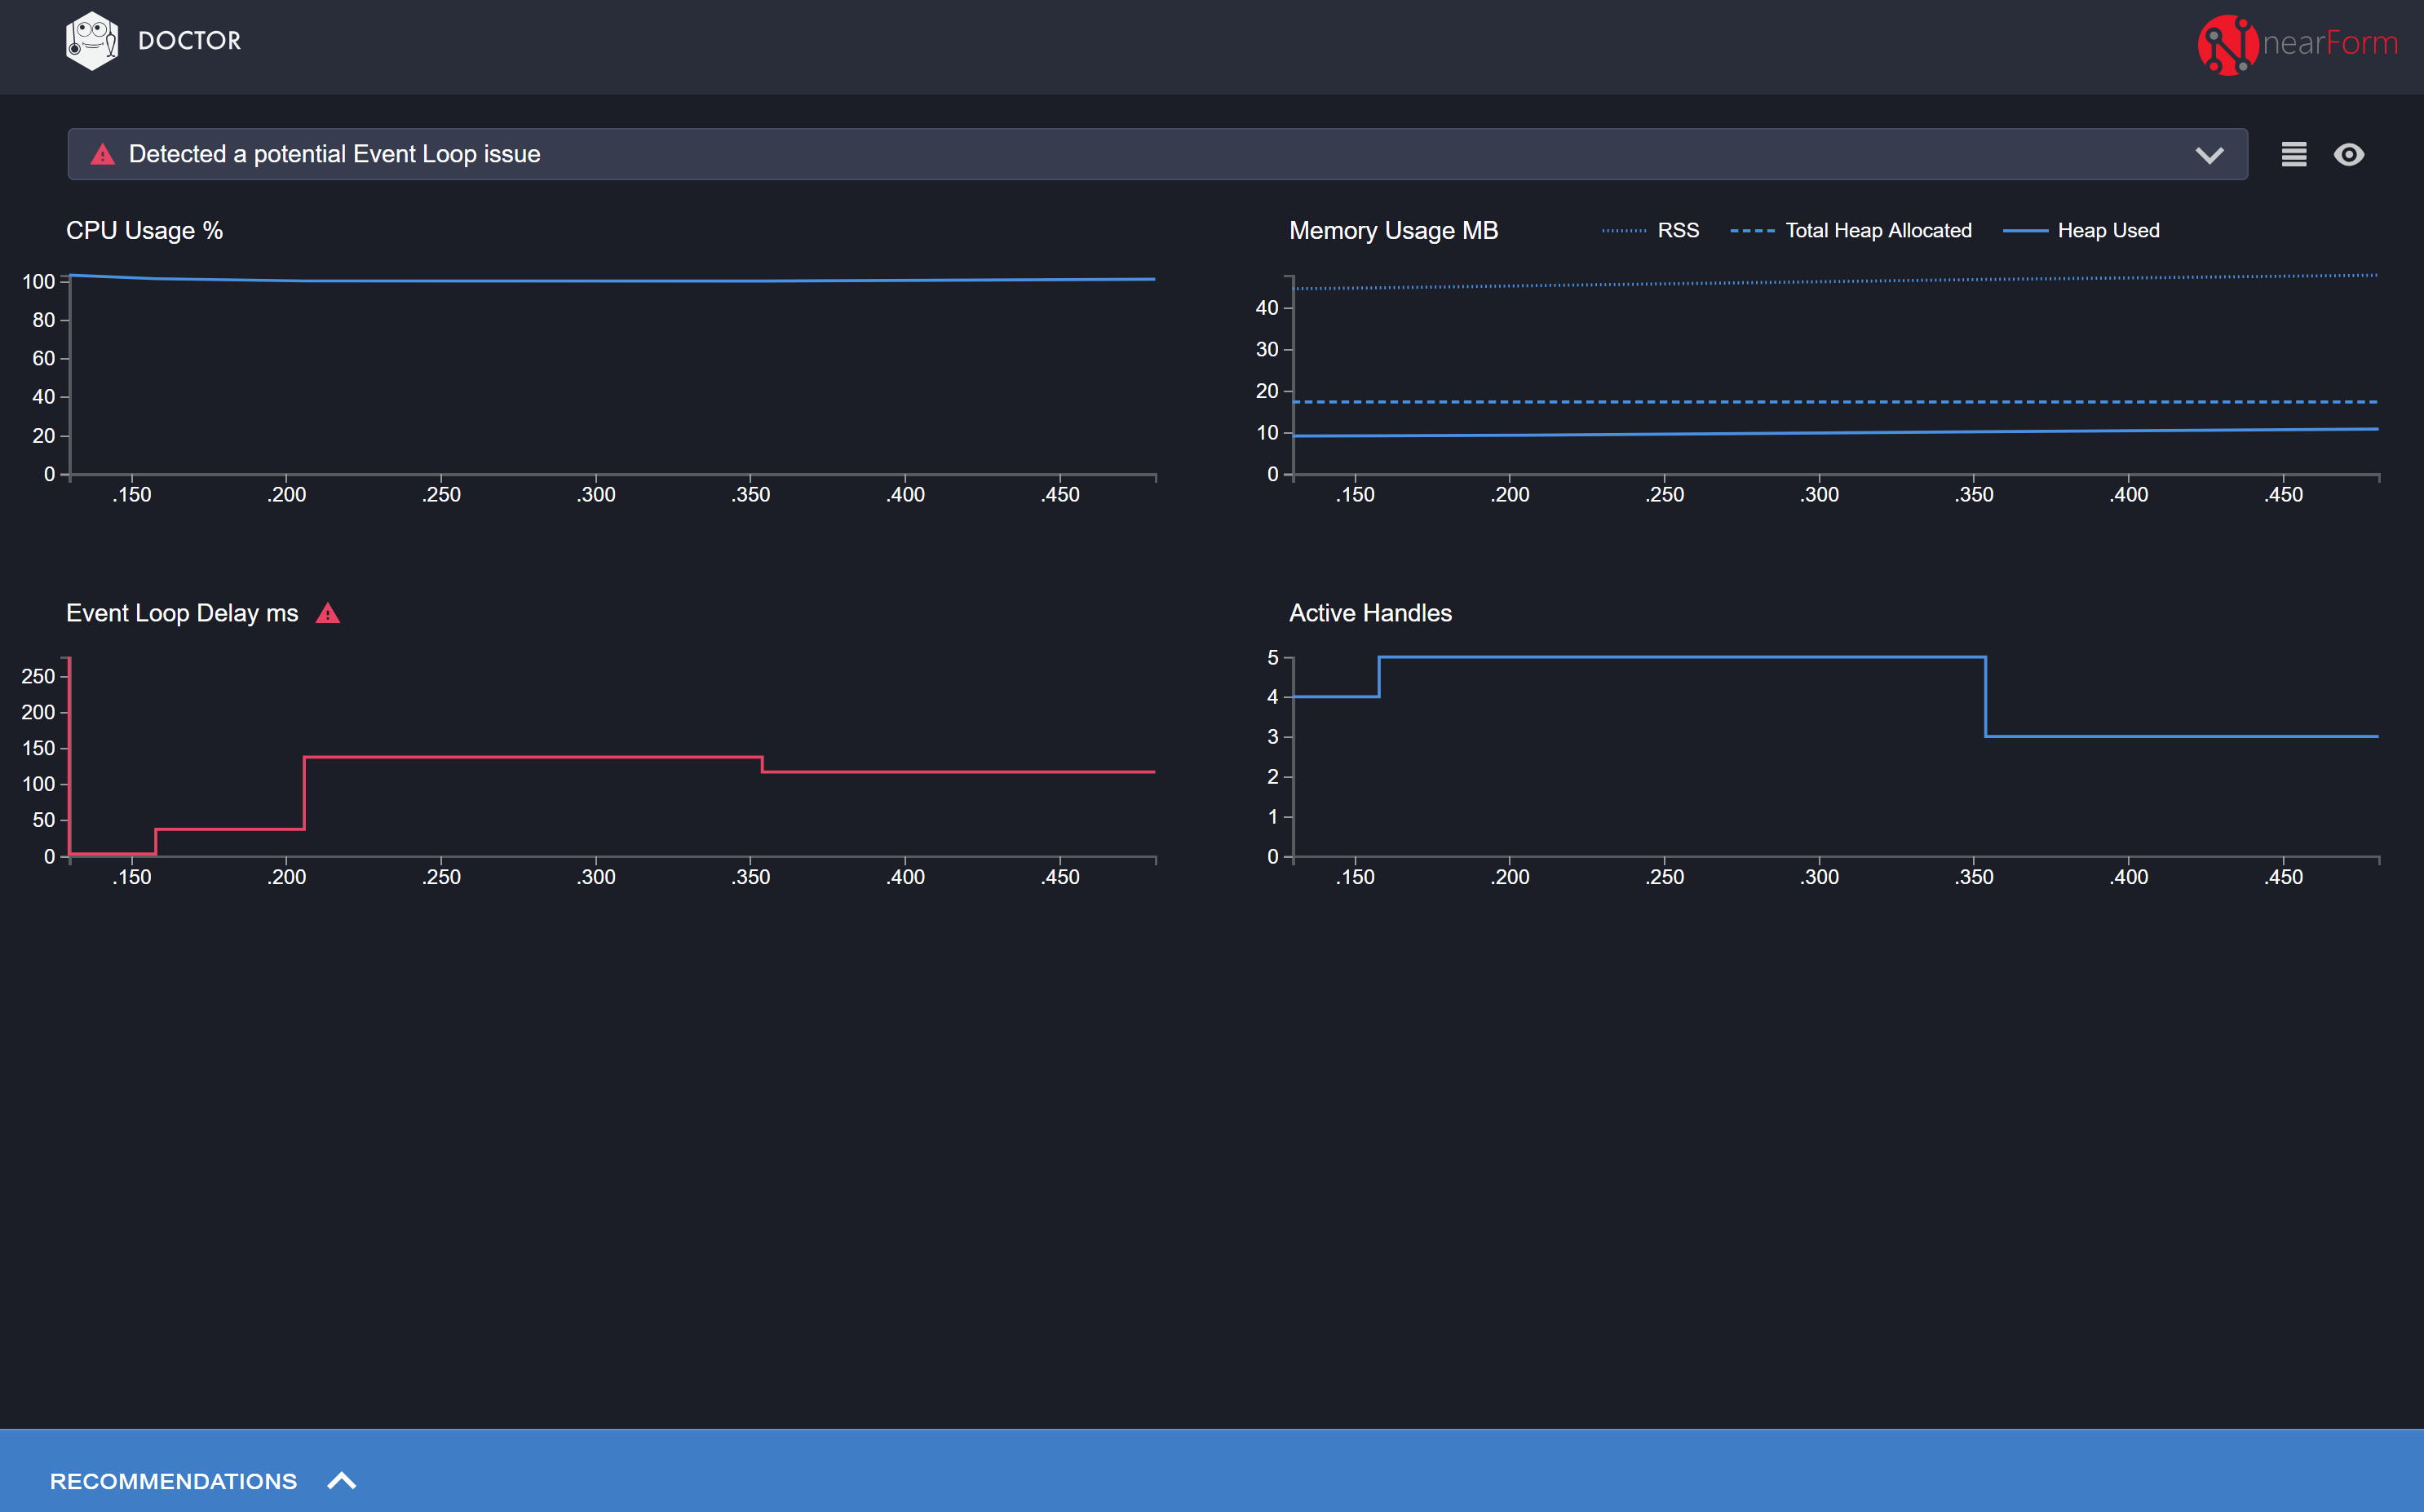 DOCTOR
nearForm
Detected a potential Event Loop issue
CPU Usage %
100
80
60
40
20
0
.150 .200 .250 .300 .350 .400 .450
Memory Usage MB RSS Total Heap Allocated Heap Used
40
30
20
10
0
.150 .200 .250 .300 .350 .400 .450
Event Loop Delay ms
250
200
150
100
50
0
.150 .200 .250 .300 .350 .400 .450
Active Handles
5
4
3
2
1
0
.150 .200 .250 .300 .350 .400 .450
RECOMMENDATIONS